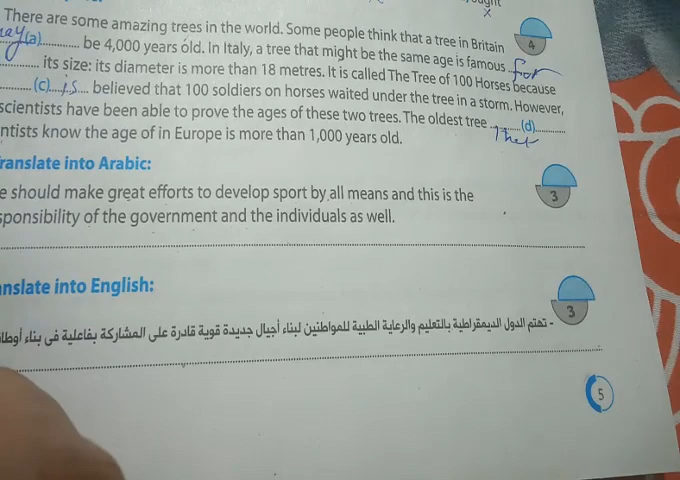 There are some amazing trees in the world. Some people think that a tree in Britain
may (a) be 4,000 years old. In Italy, a tree that might be the same age is famous for
its size: its diameter is more than 18 metres. It is called The Tree of 100 Horses because
(c) is believed that 100 soldiers on horses waited under the tree in a storm. However,
scientists have been able to prove the ages of these two trees. The oldest tree (d) That
ntists know the age of in Europe is more than 1,000 years old.
4
ranslate into Arabic:
e should make great efforts to develop sport by all means and this is the
sponsibility of the government and the individuals as well.
3
anslate into English:
- تهتم الدول الديمقراطية بالتعليم والرعاية الطبية للمواطنين لبناء أجيال جديدة قوية قادرة على المشاركة بفاعلية فى بناء أوطا
3
5